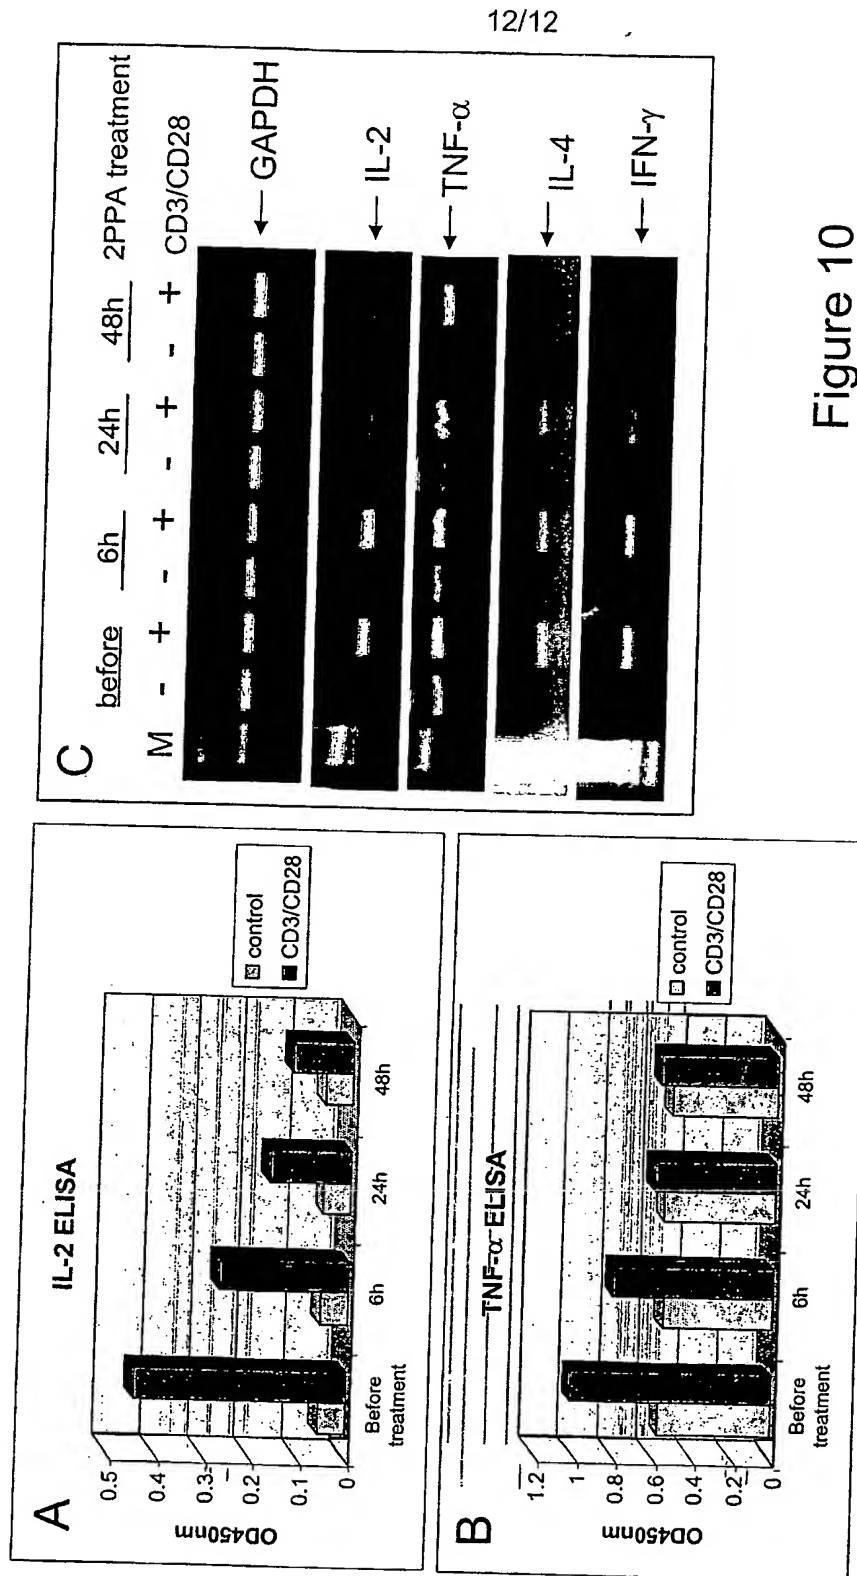 12/12
A
IL-2 ELISA
OD450nm
0.5
0.4
0.3
0.2
0.1
0
Before treatment
6h
24h
48h
control
CD3/CD28
B
TNF-α ELISA
OD450nm
1.2
1
0.8
0.6
0.4
0.2
0
Before treatment
6h
24h
48h
control
CD3/CD28
C
before 6h 24h 48h 2PPA treatment
M - + - + - + - + CD3/CD28
← GAPDH
← IL-2
← TNF-α
← IL-4
← IFN-γ
Figure 10